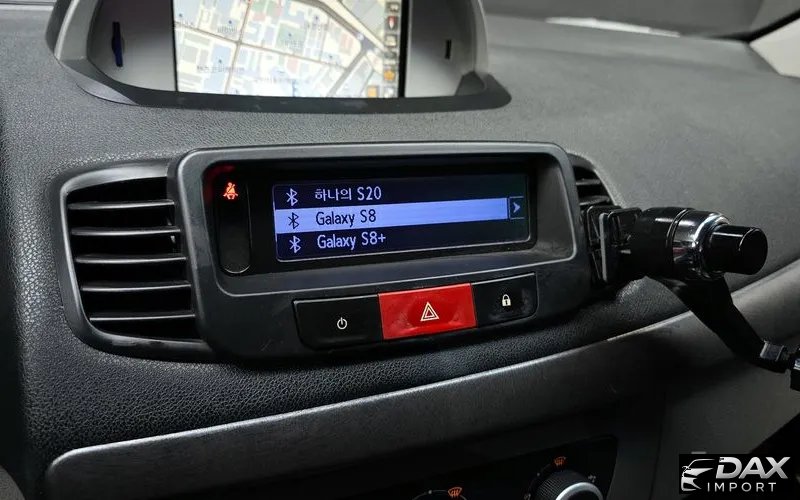 하나의 S20
Galaxy S8
Galaxy S8+
DAX
IMPORT